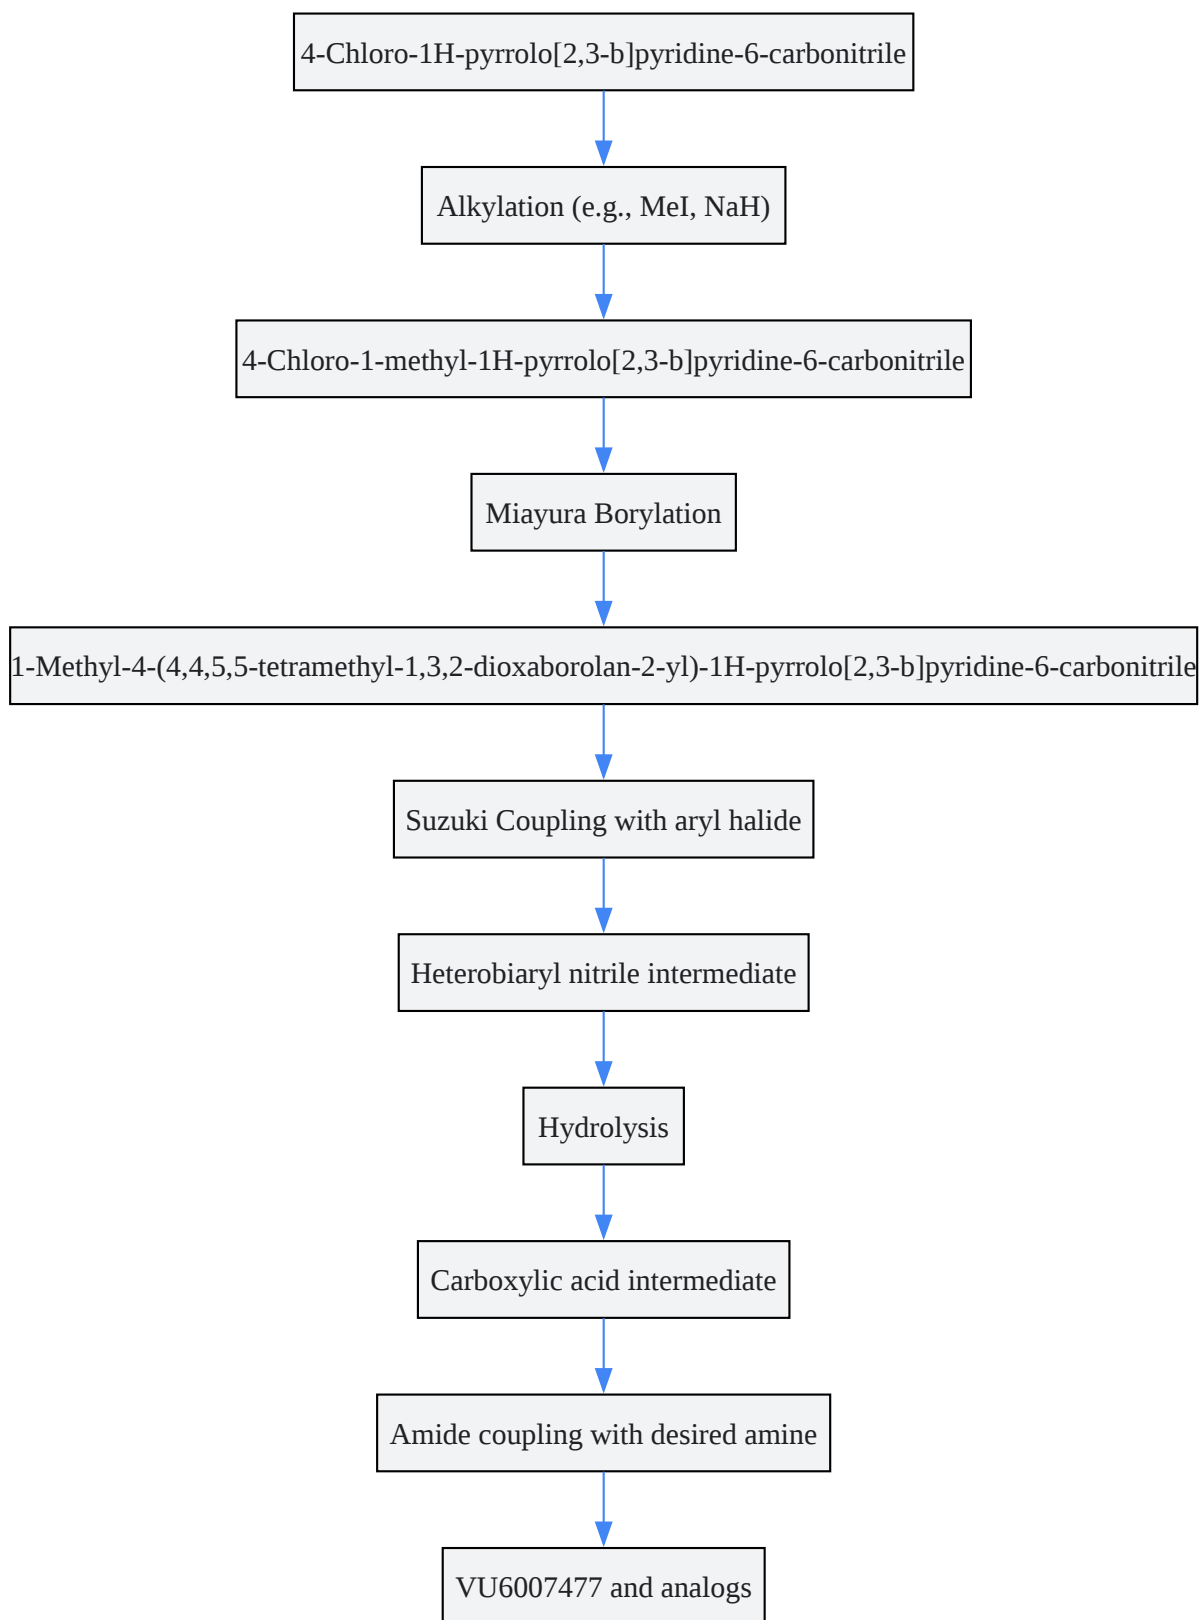 4-Chloro-1H-pyrrolo[2,3-b]pyridine-6-carbonitrile
Alkylation (e.g., MeI, NaH)
4-Chloro-1-methyl-1H-pyrrolo[2,3-b]pyridine-6-carbonitrile
Miayura Borylation
1-Methyl-4-(4,4,5,5-tetramethyl-1,3,2-dioxaborolan-2-yl)-1H-pyrrolo[2,3-b]pyridine-6-carbonitrile
Suzuki Coupling with aryl halide
Heterobiaryl nitrile intermediate
Hydrolysis
Carboxylic acid intermediate
Amide coupling with desired amine
VU6007477 and analogs